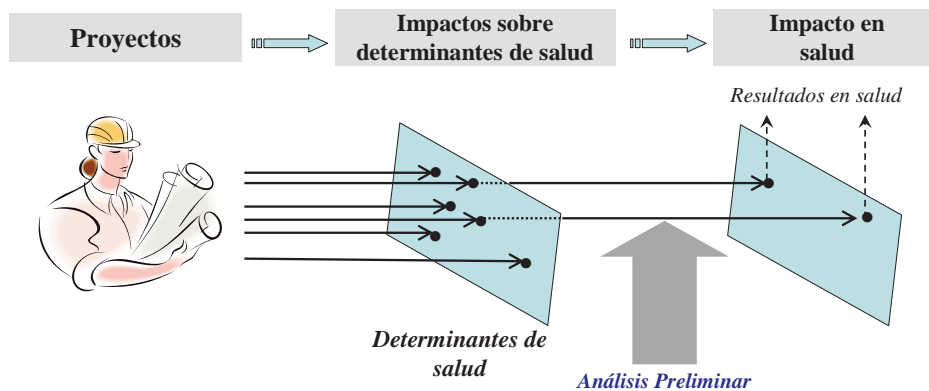 Proyectos
Impactos sobre
determinantes de salud
Impacto en
salud
Resultados en salud
Determinantes de
salud
Análisis Preliminar